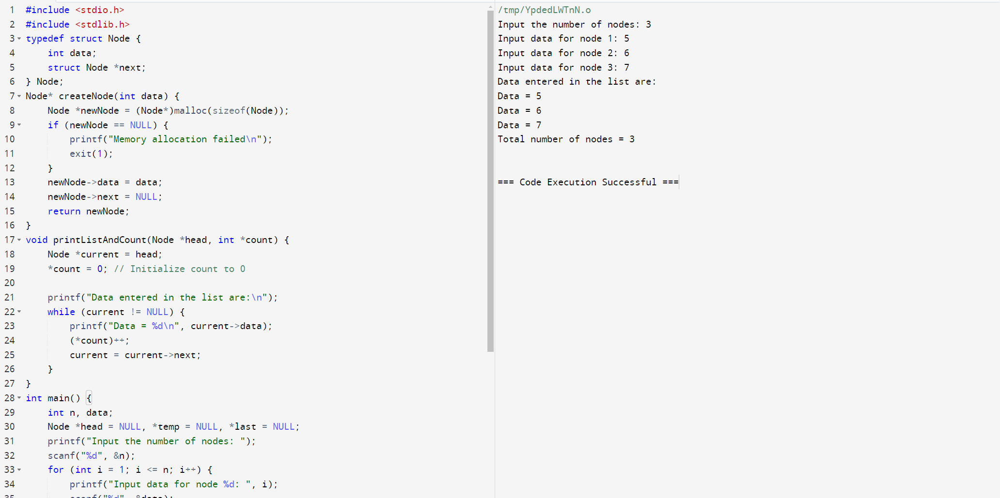 1 #include <stdio.h>
2 #include <stdlib.h>
3 typedef struct Node {
4     int data;
5     struct Node *next;
6 } Node;
7 Node* createNode(int data) {
8     Node *newNode = (Node*)malloc(sizeof(Node));
9     if (newNode == NULL) {
10         printf("Memory allocation failed\n");
11         exit(1);
12     }
13     newNode->data = data;
14     newNode->next = NULL;
15     return newNode;
16 }
17 void printListAndCount(Node *head, int *count) {
18     Node *current = head;
19     *count = 0; // Initialize count to 0
20
21     printf("Data entered in the list are:\n");
22     while (current != NULL) {
23         printf("Data = %d\n", current->data);
24         (*count)++;
25         current = current->next;
26     }
27 }
28 int main() {
29     int n, data;
30     Node *head = NULL, *temp = NULL, *last = NULL;
31     printf("Input the number of nodes: ");
32     scanf("%d", &n);
33     for (int i = 1; i <= n; i++) {
34         printf("Input data for node %d: ", i);
35         scanf("%d", &data);
/tmp/YpdedLWTnN.o
Input the number of nodes: 3
Input data for node 1: 5
Input data for node 2: 6
Input data for node 3: 7
Data entered in the list are:
Data = 5
Data = 6
Data = 7
Total number of nodes = 3
=== Code Execution Successful ===